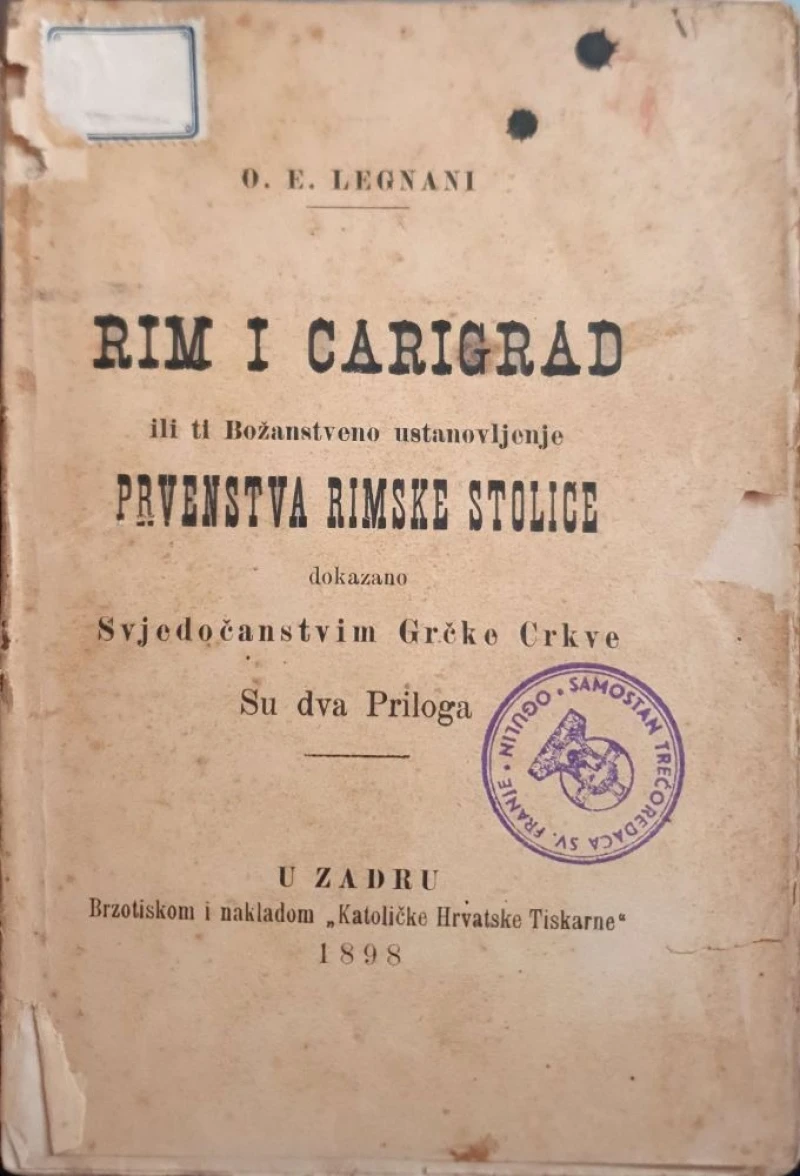 O. E. LEGNANI
RIM I CARIGRAD
ili ti Božanstveno ustanovljenje
PRVENSTVA RIMSKE STOLICE
dokazano
Svjedočanstvim Grčke Crkve
Su dva Priloga
SAMOSTAN TREĆOREDACA SV. FRANJE • OGULIN •
U ZADRU
Brzotiskom i nakladom „Katoličke Hrvatske Tiskarne“
1898